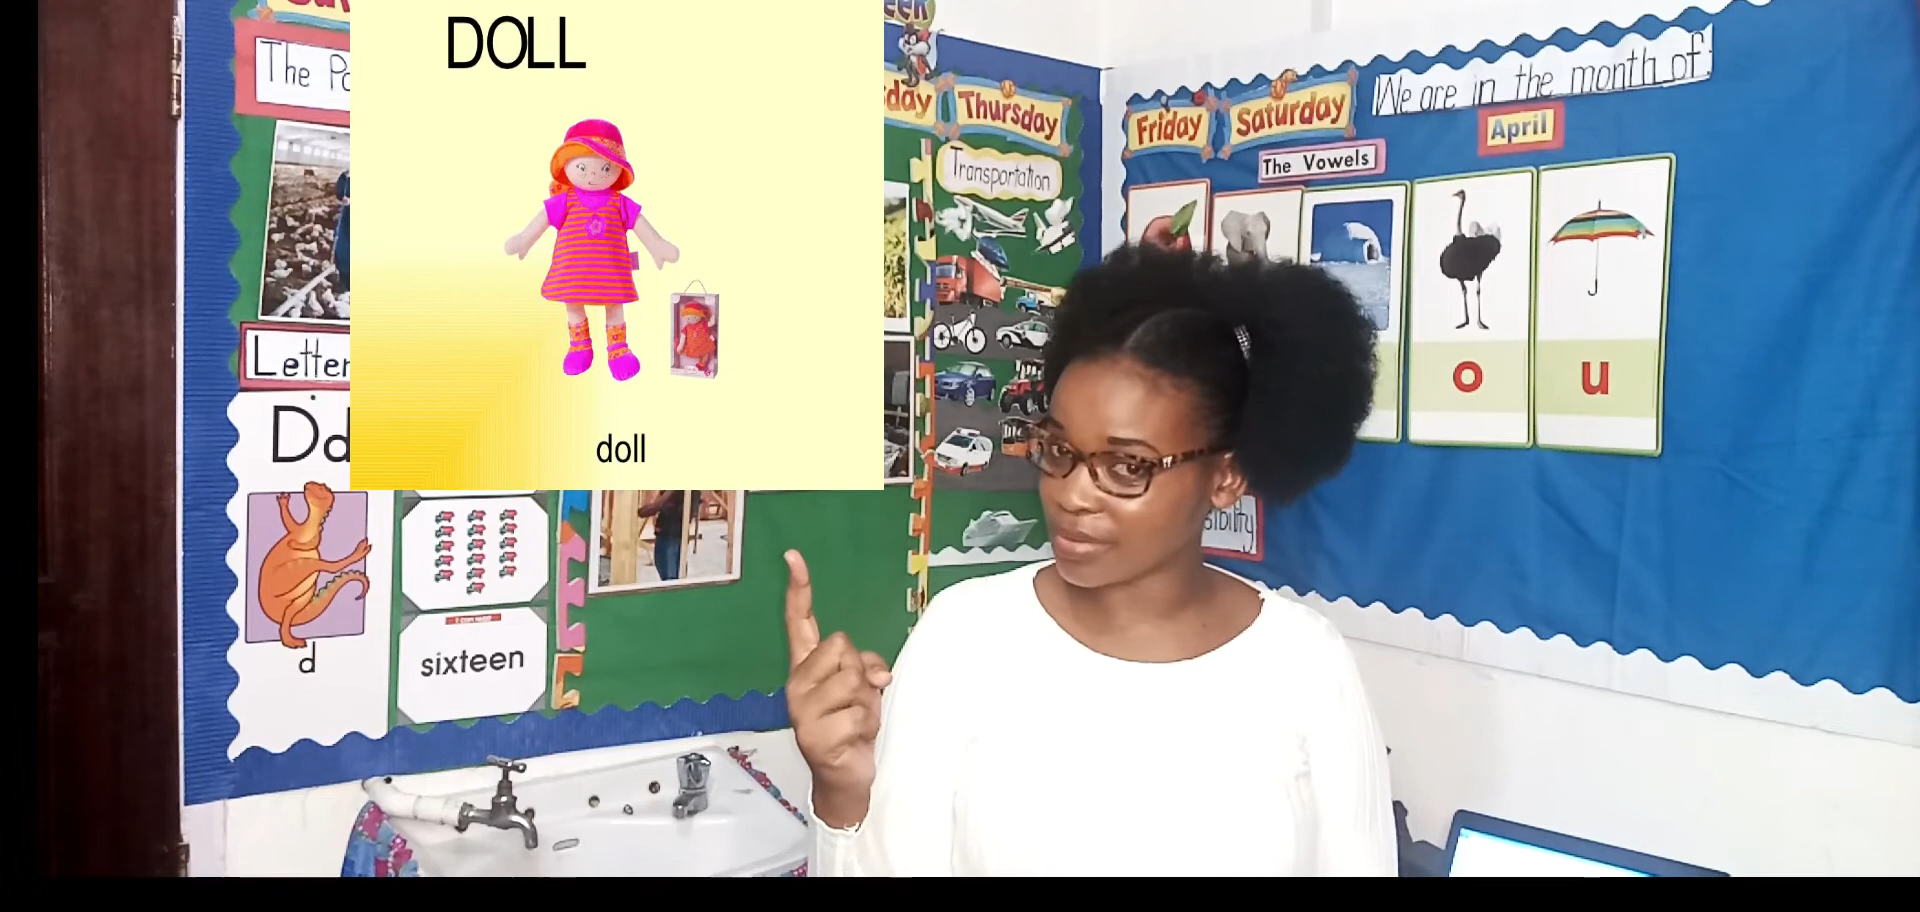 DOLL
doll
The
Letter
Dd
d
sixteen
Thursday
Transportation
Friday
Saturday
We are in the month of:
April
The Vowels
o
u